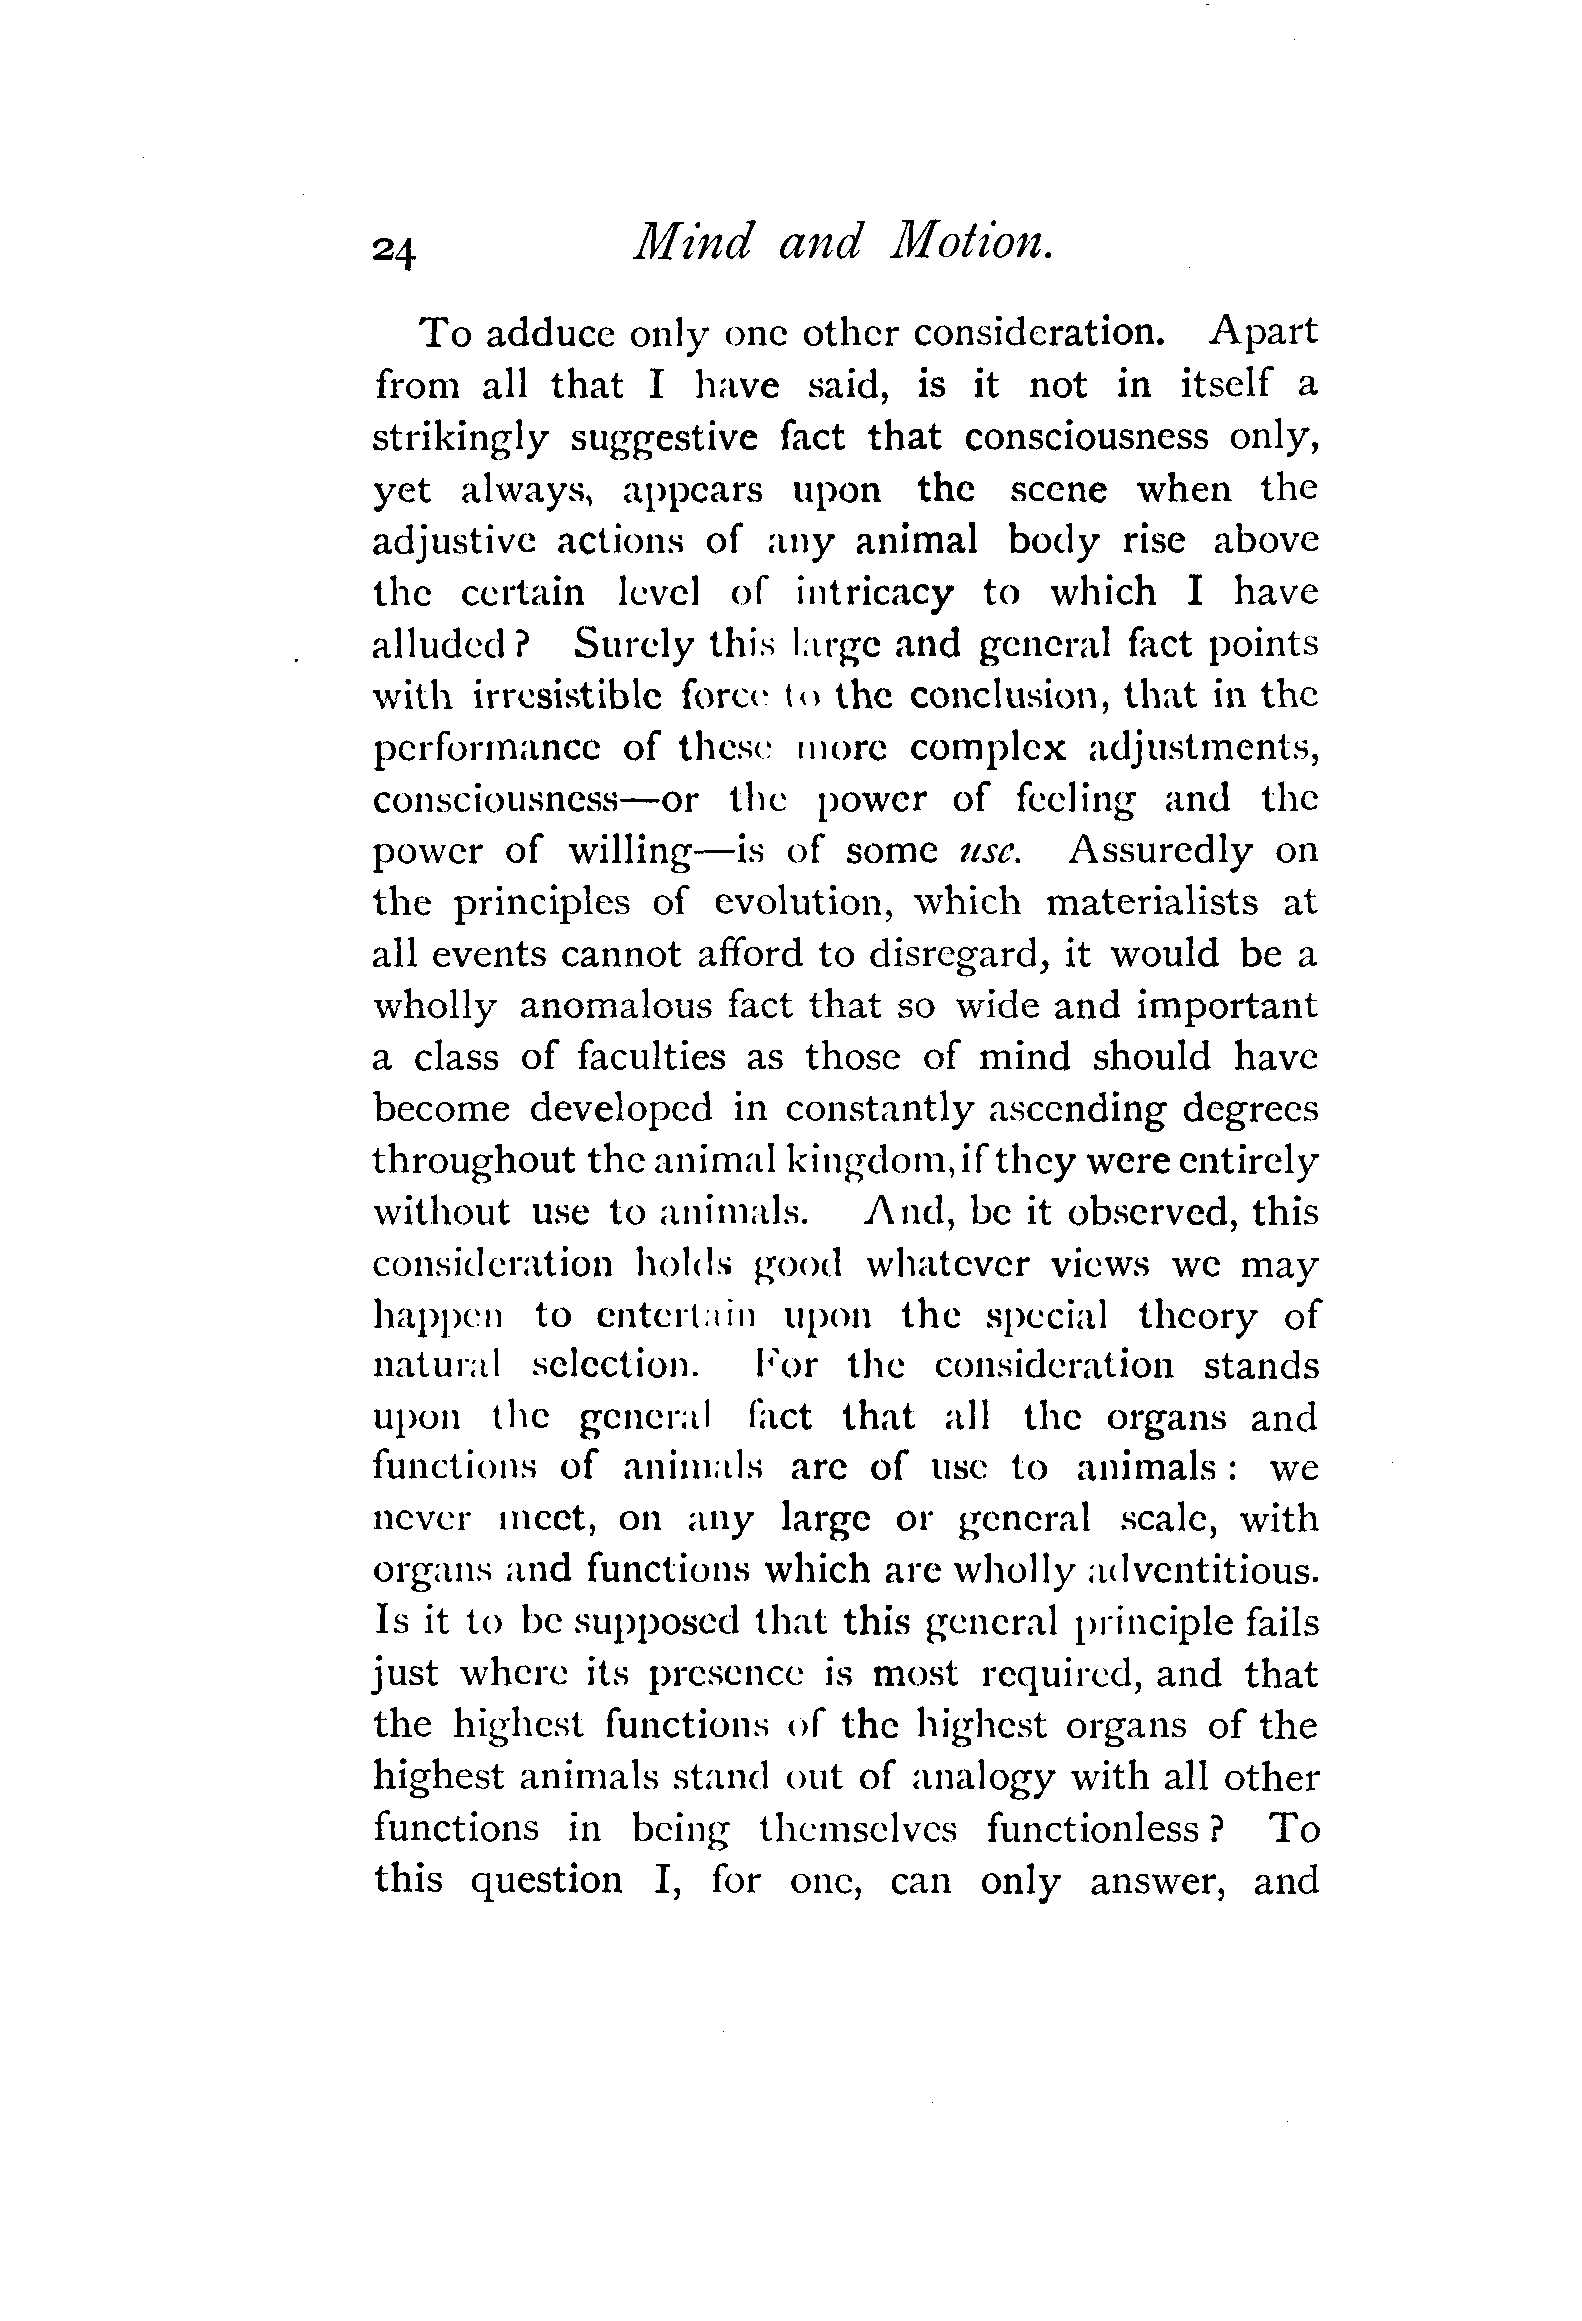 24 Mind and Motion.
To adduce only one other consideration. Apart
from all that I have said, is it not in itself a
strikingly suggestive fact that consciousness only,
yet always, appears upon the scene when the
adjustive actions of any animal body rise above
the certain level of intricacy to which I have
alluded? Surely this large and general fact points
with irresistible force to the conclusion, that in the
performance of these more complex adjustments,
consciousness—or the power of feeling and the
power of willing—is of some use. Assuredly on
the principles of evolution, which materialists at
all events cannot afford to disregard, it would be a
wholly anomalous fact that so wide and important
a class of faculties as those of mind should have
become developed in constantly ascending degrees
throughout the animal kingdom, if they were entirely
without use to animals. And, be it observed, this
consideration holds good whatever views we may
happen to entertain upon the special theory of
natural selection. For the consideration stands
upon the general fact that all the organs and
functions of animals are of use to animals: we
never meet, on any large or general scale, with
organs and functions which are wholly adventitious.
Is it to be supposed that this general principle fails
just where its presence is most required, and that
the highest functions of the highest organs of the
highest animals stand out of analogy with all other
functions in being themselves functionless? To
this question I, for one, can only answer, and